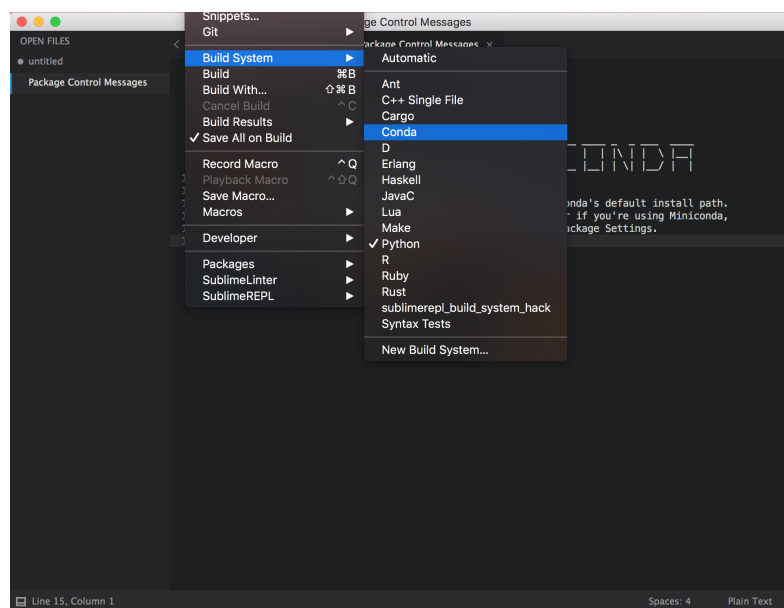 Snippets...
ge Control Messages
OPEN FILES
Git
Package Control Messages ×
untitled
Package Control Messages
Build System
Build ⌘B
Build With... ⇧⌘B
Cancel Build ^C
Build Results
✓ Save All on Build
Record Macro ^Q
Playback Macro ^⇧Q
Save Macro...
Macros
Developer
Packages
SublimeLinter
SublimeREPL
Automatic
Ant
C++ Single File
Cargo
Conda
D
Erlang
Haskell
JavaC
Lua
Make
✓ Python
R
Ruby
Rust
sublimerepl_build_system_hack
Syntax Tests
New Build System...
ONDA
onda's default install path.
r if you're using Miniconda,
ackage Settings.
Line 15, Column 1
Spaces: 4
Plain Text